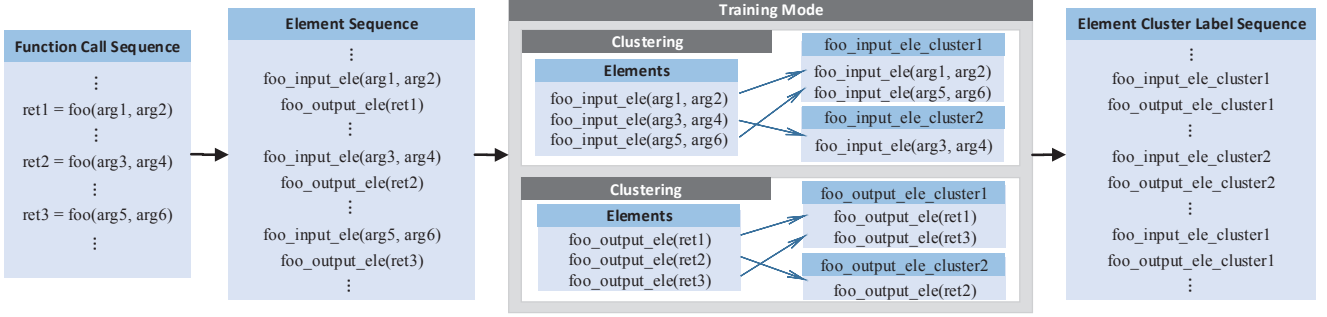 Function Call Sequence
⋮
ret1 = foo(arg1, arg2)
⋮
ret2 = foo(arg3, arg4)
⋮
ret3 = foo(arg5, arg6)
⋮
Element Sequence
⋮
foo_input_ele(arg1, arg2)
foo_output_ele(ret1)
⋮
foo_input_ele(arg3, arg4)
foo_output_ele(ret2)
⋮
foo_input_ele(arg5, arg6)
foo_output_ele(ret3)
⋮
Training Mode
Clustering
Elements
foo_input_ele(arg1, arg2)
foo_input_ele(arg3, arg4)
foo_input_ele(arg5, arg6)
foo_input_ele_cluster1
foo_input_ele(arg1, arg2)
foo_input_ele(arg5, arg6)
foo_input_ele_cluster2
foo_input_ele(arg3, arg4)
Clustering
Elements
foo_output_ele(ret1)
foo_output_ele(ret2)
foo_output_ele(ret3)
foo_output_ele_cluster1
foo_output_ele(ret1)
foo_output_ele(ret3)
foo_output_ele_cluster2
foo_output_ele(ret2)
Element Cluster Label Sequence
⋮
foo_input_ele_cluster1
foo_output_ele_cluster1
⋮
foo_input_ele_cluster2
foo_output_ele_cluster2
⋮
foo_input_ele_cluster1
foo_output_ele_cluster1
⋮